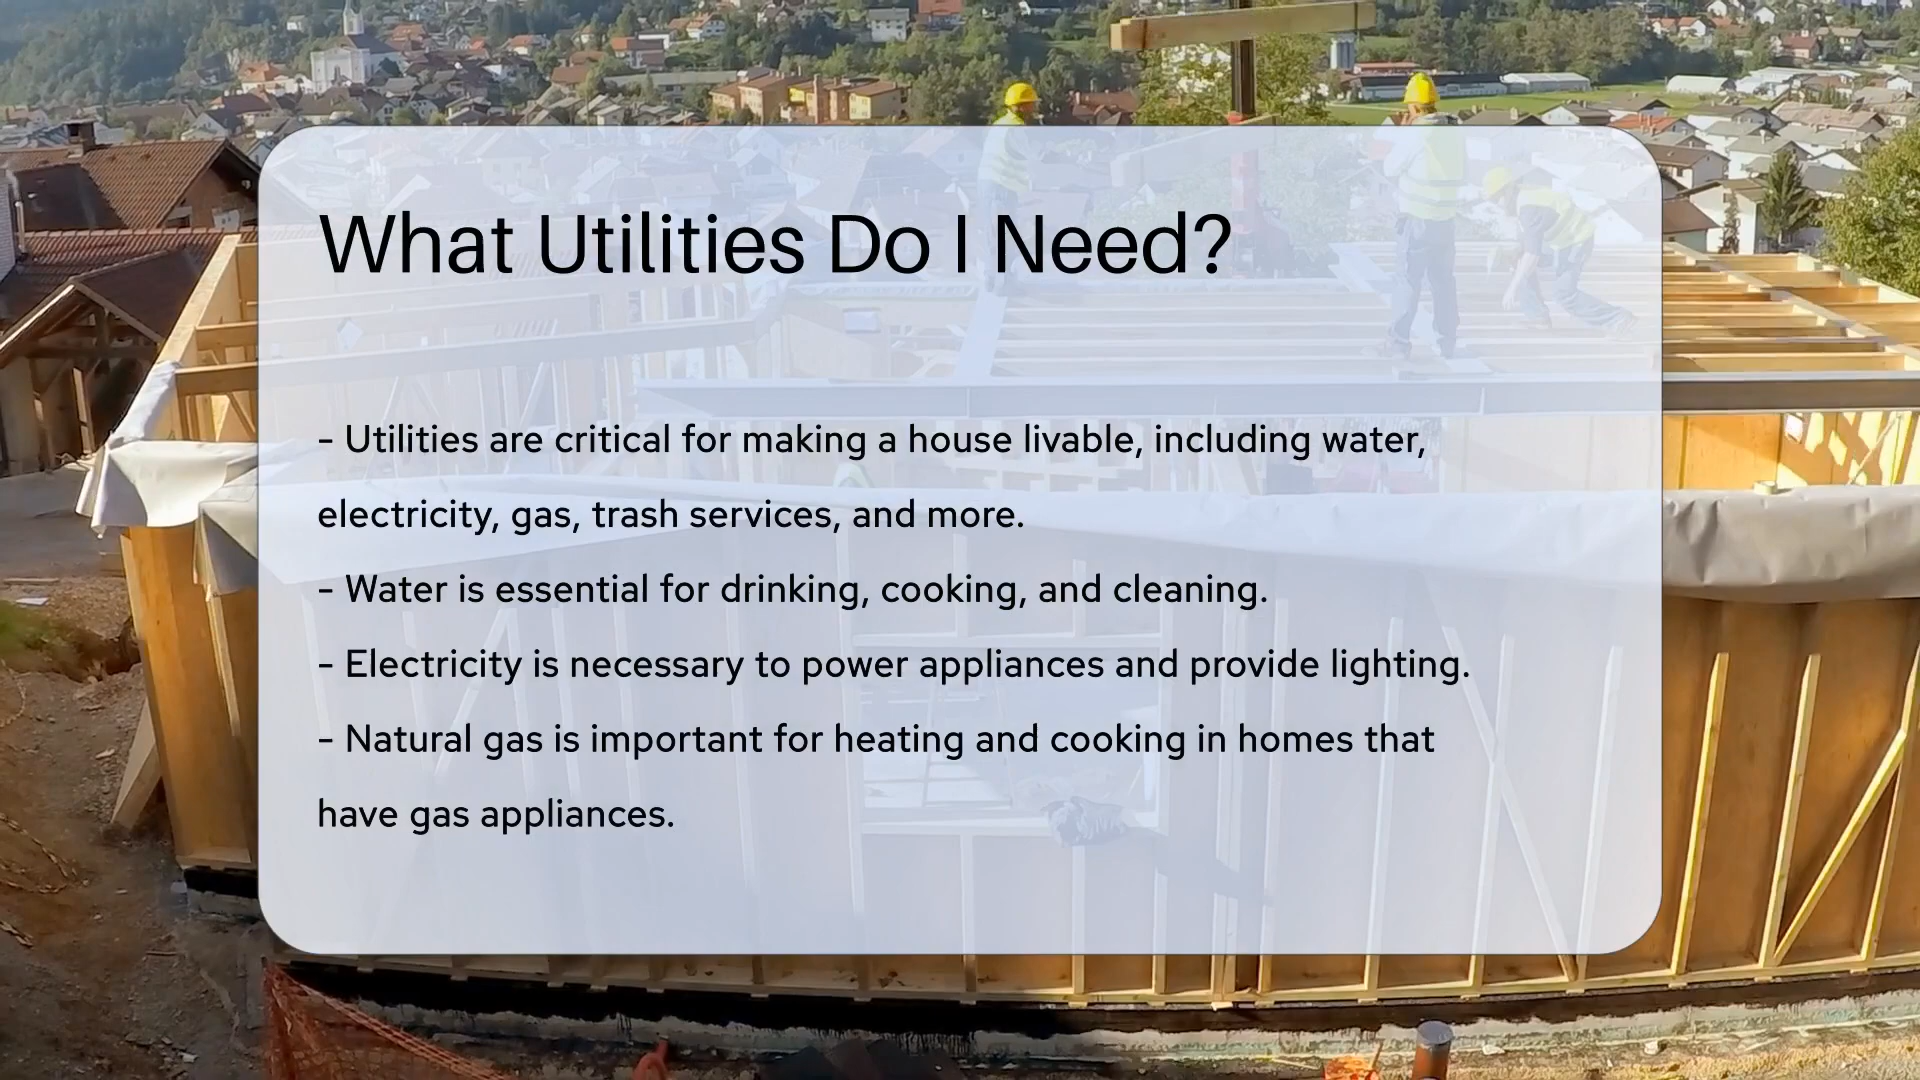 What Utilities Do I Need?
- Utilities are critical for making a house livable, including water,
electricity, gas, trash services, and more.
- Water is essential for drinking, cooking, and cleaning.
- Electricity is necessary to power appliances and provide lighting.
- Natural gas is important for heating and cooking in homes that
have gas appliances.